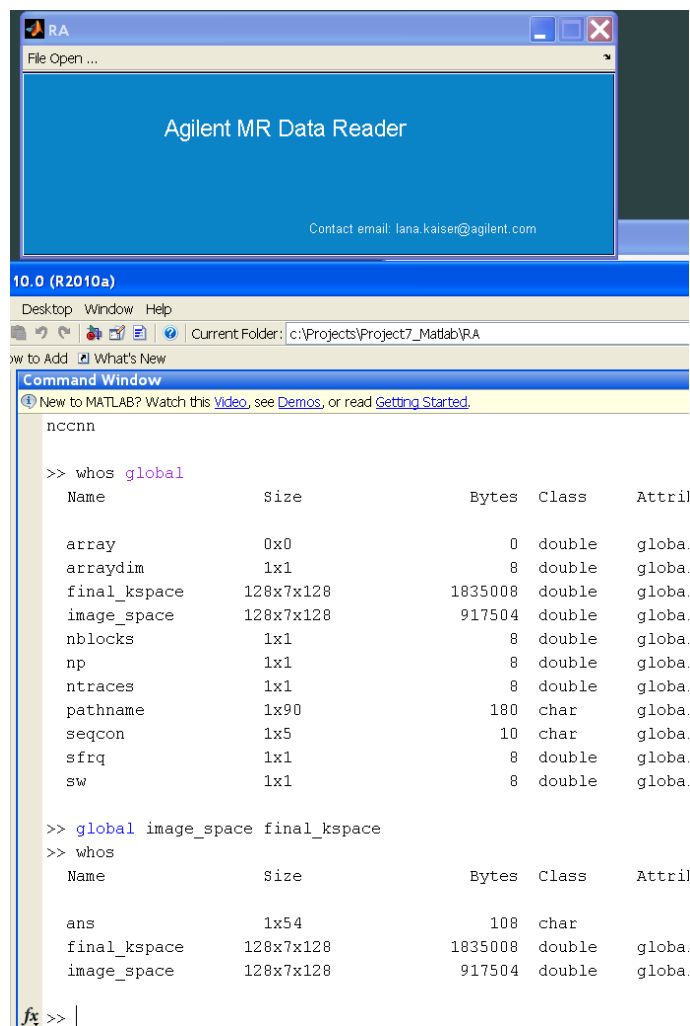 RA
File Open ...
Agilent MR Data Reader
Contact email: lana.kaiser@agilent.com
10.0 (R2010a)
Desktop Window Help
Current Folder: c:\Projects\Project7_Matlab\RA
ow to Add What's New
Command Window
New to MATLAB? Watch this Video, see Demos, or read Getting Started.
nccnn
>> whos global
Name Size Bytes Class Attri
array 0x0 0 double globa
arraydim 1x1 8 double globa
final_kspace 128x7x128 1835008 double globa
image_space 128x7x128 917504 double globa
nblocks 1x1 8 double globa
np 1x1 8 double globa
ntraces 1x1 8 double globa
pathname 1x90 180 char globa
seqcon 1x5 10 char globa
sfrq 1x1 8 double globa
sw 1x1 8 double globa
>> global image_space final_kspace
>> whos
Name Size Bytes Class Attri
ans 1x54 108 char
final_kspace 128x7x128 1835008 double globa
image_space 128x7x128 917504 double globa
fx >>